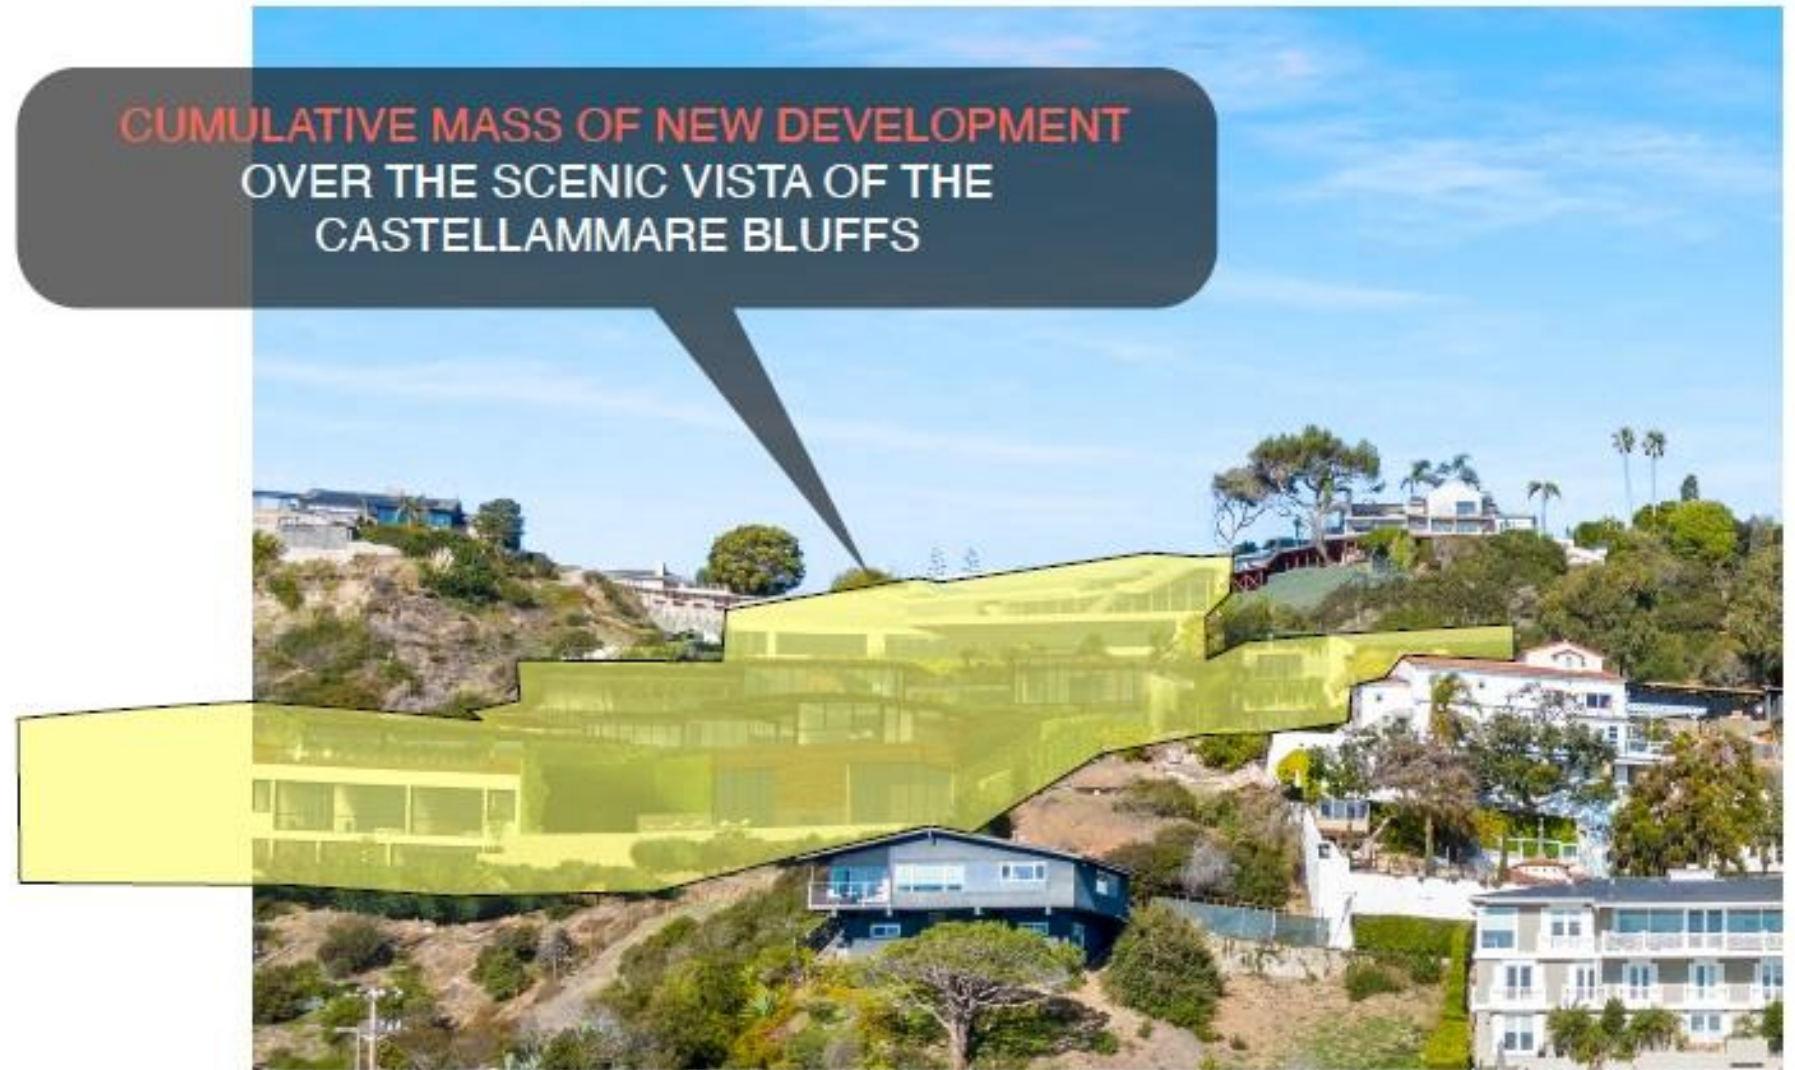 CUMULATIVE MASS OF NEW DEVELOPMENT
OVER THE SCENIC VISTA OF THE
CASTELLAMMARE BLUFFS